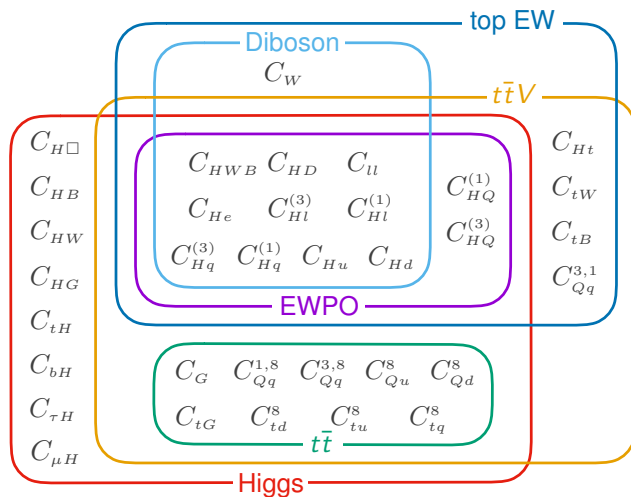 top EW
Diboson
C_W
tt̄V
C_{H□}
C_{HB}
C_{HW}
C_{HG}
C_{tH}
C_{bH}
C_{τH}
C_{μH}
C_{HWB} C_{HD} C_{ll}
C_{He} C_{Hl}^{(3)} C_{Hl}^{(1)}
C_{Hq}^{(3)} C_{Hq}^{(1)} C_{Hu} C_{Hd}
C_{HQ}^{(1)}
C_{HQ}^{(3)}
C_{Ht}
C_{tW}
C_{tB}
C_{Qq}^{3,1}
EWPO
C_G C_{Qq}^{1,8} C_{Qq}^{3,8} C_{Qu}^{8} C_{Qd}^{8}
C_{tG} C_{td}^{8} C_{tu}^{8} C_{tq}^{8}
tt̄
Higgs